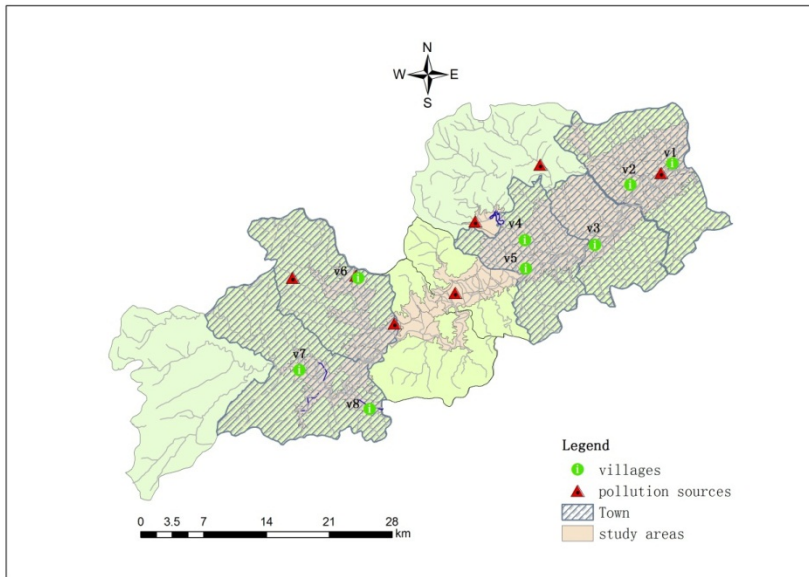 N
W E
S
v1
v2
v3
v4
v5
v6
v7
v8
Legend
villages
pollution sources
Town
study areas
0 3.5 7 14 21 28
km